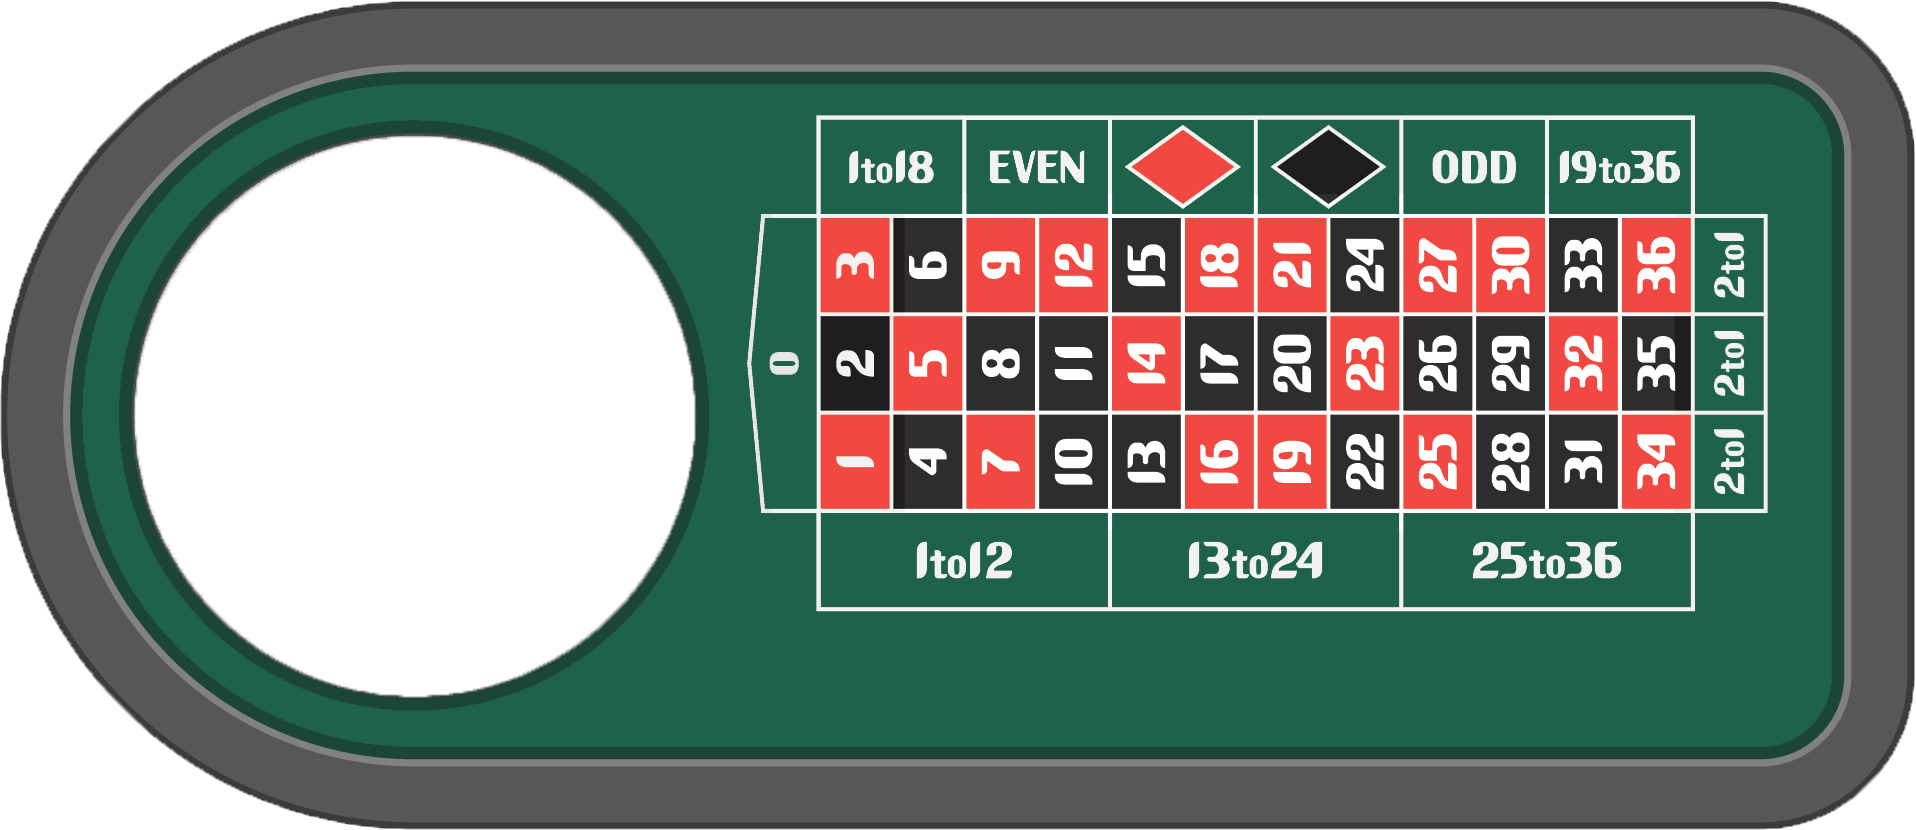 1to18 EVEN ODD 19to36
3 6 9 12 15 18 21 24 27 30 33 36 2to1
0 2 5 8 11 14 17 20 23 26 29 32 35 2to1
1 4 7 10 13 16 19 22 25 28 31 34 2to1
1to12 13to24 25to36